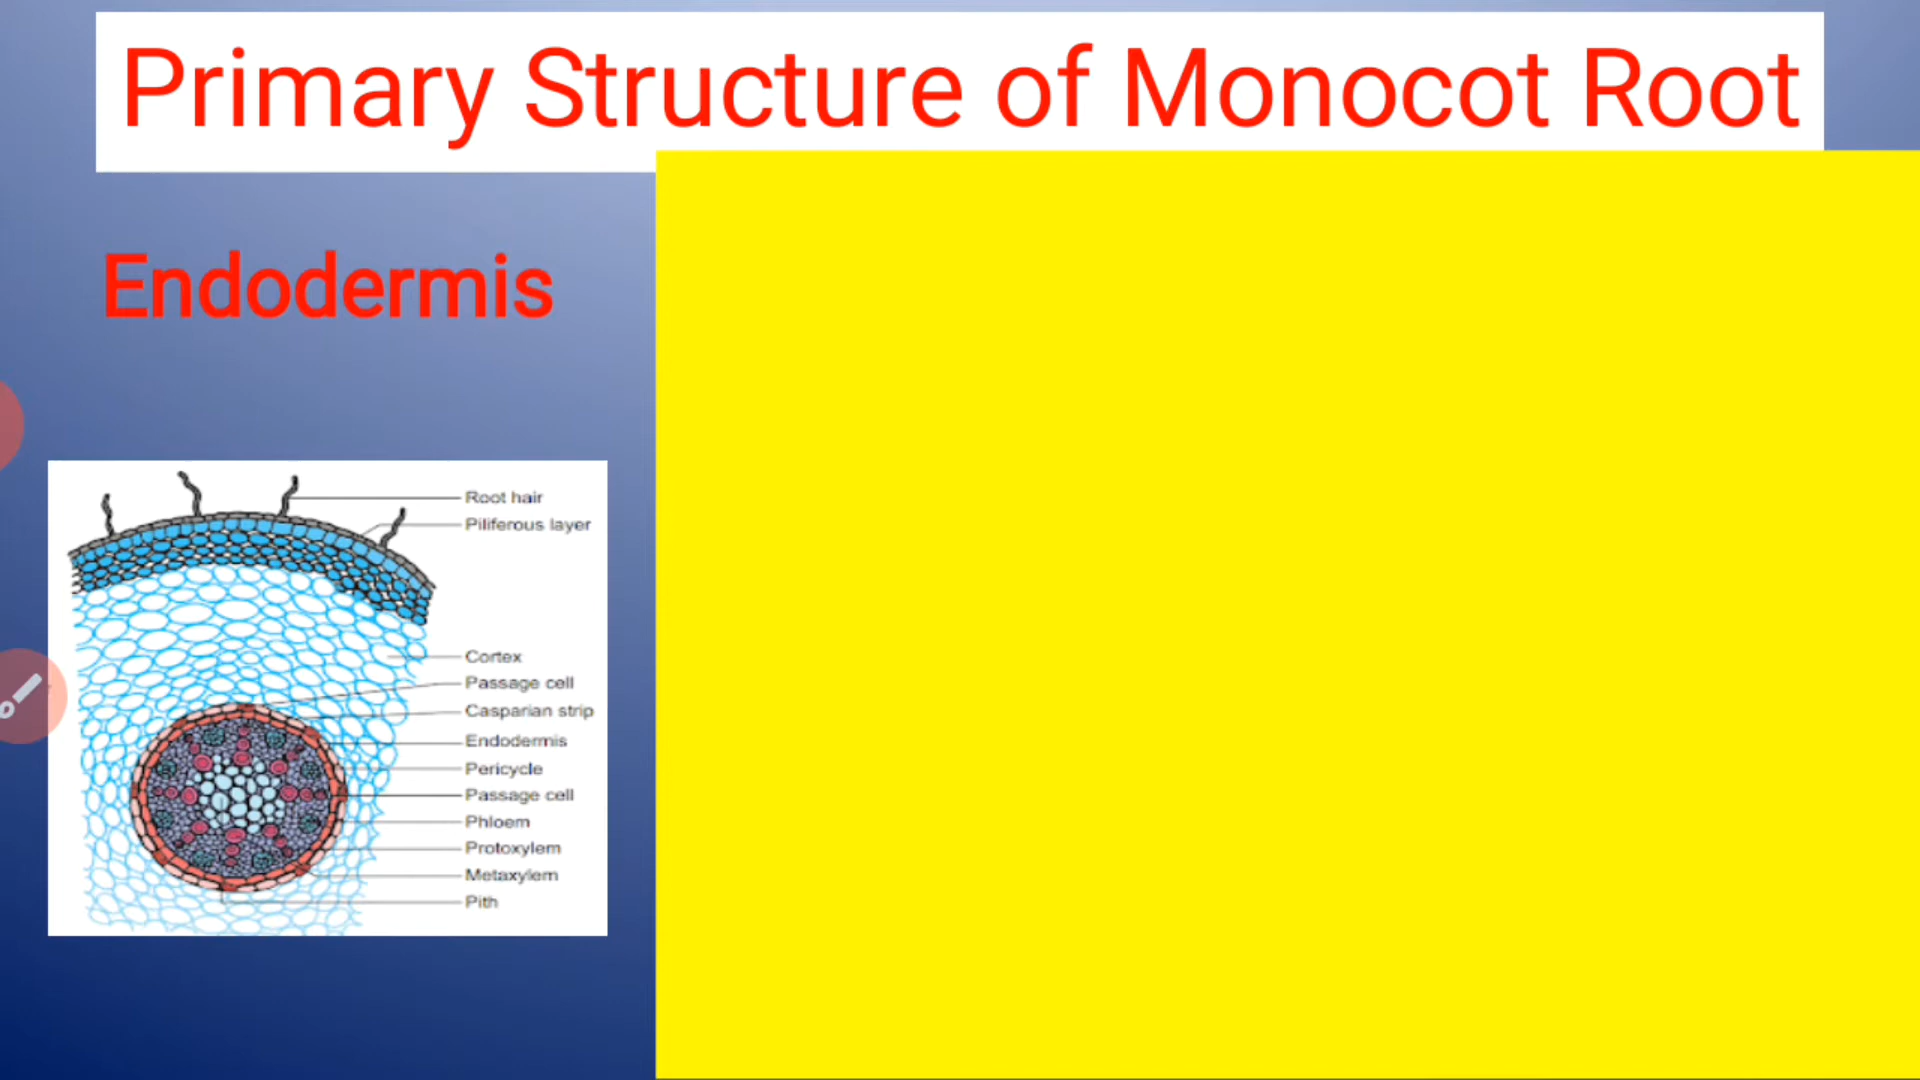 Primary Structure of Monocot Root
Endodermis
Root hair
Piliferous layer
Cortex
Passage cell
Casparian strip
Endodermis
Pericycle
Passage cell
Phloem
Protoxylem
Metaxylem
Pith